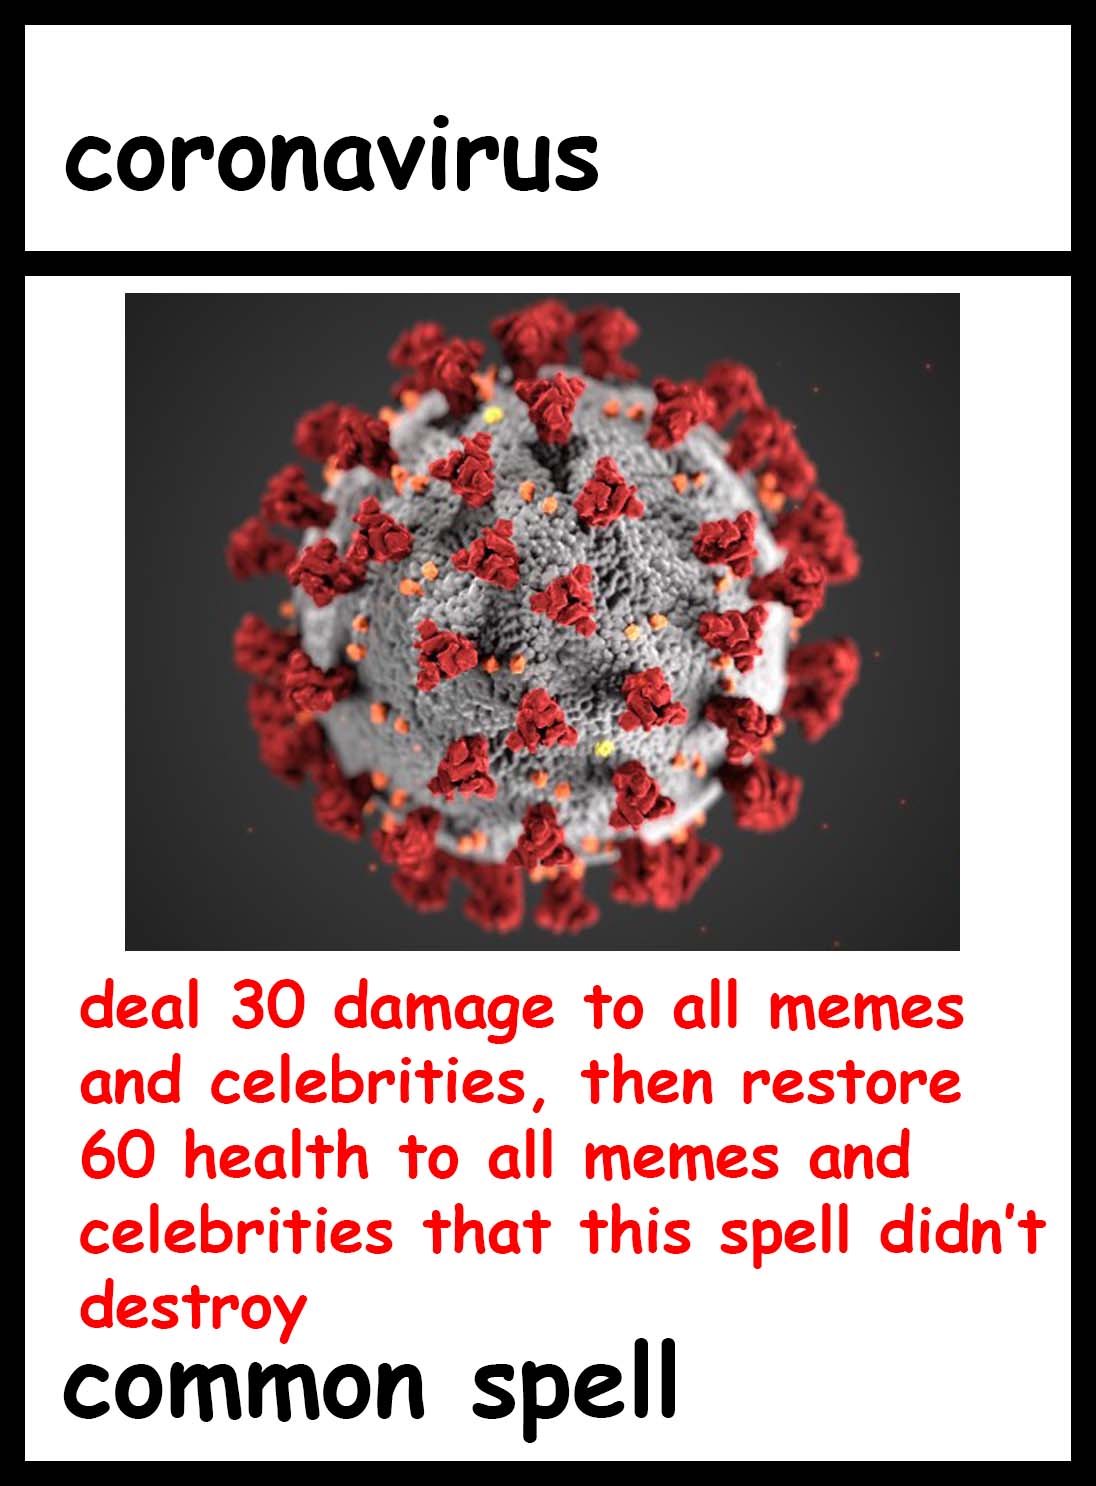 coronavirus
deal 30 damage to all memes
and celebrities, then restore
60 health to all memes and
celebrities that this spell didn't
destroy
common spell